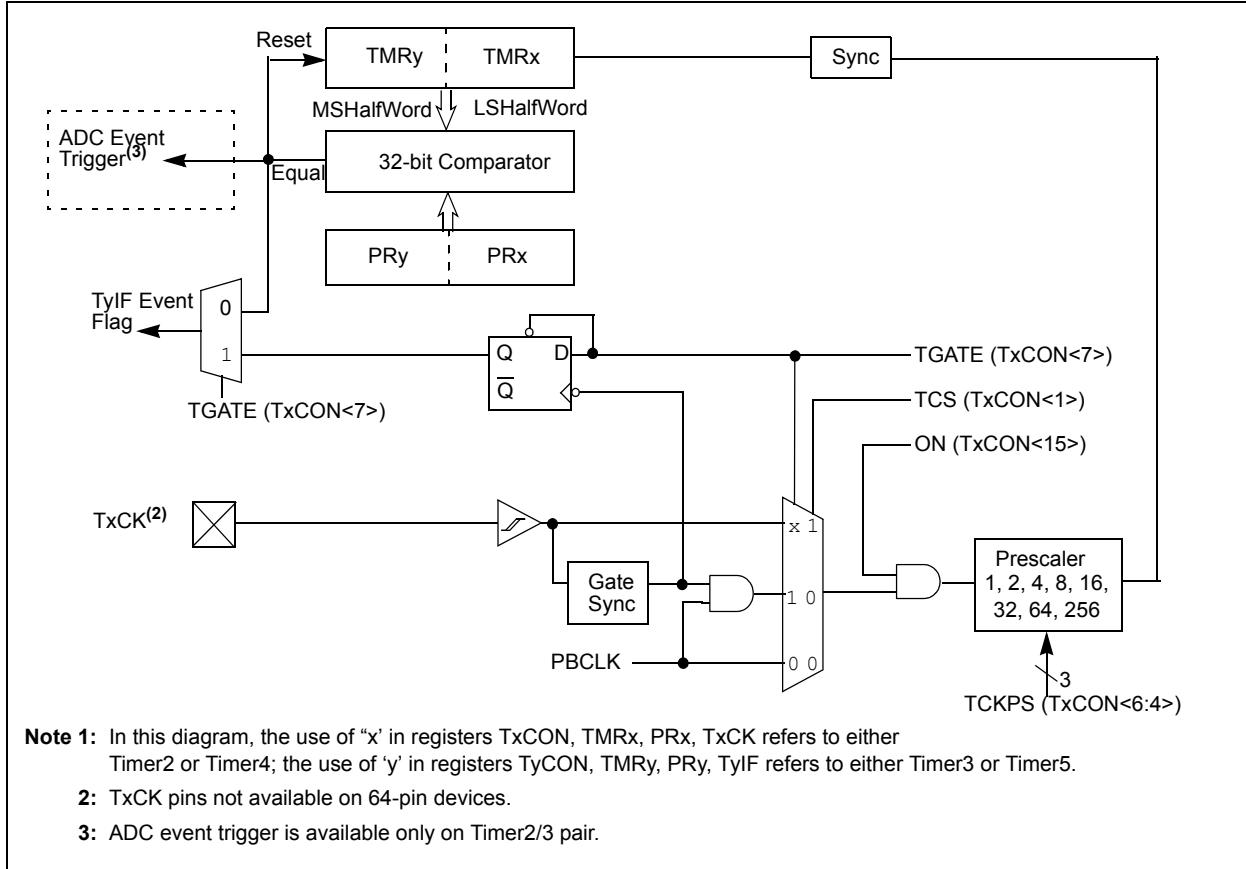 Reset
TMRy
TMRx
Sync
MSHalfWord
LSHalfWord
ADC Event
Trigger(3)
Equal
32-bit Comparator
PRy
PRx
TyIF Event
Flag
0
1
Q
D
Q
TGATE (TxCON<7>)
TGATE (TxCON<7>)
TCS (TxCON<1>)
ON (TxCON<15>)
TxCK(2)
x 1
Gate
Sync
1 0
Prescaler
1, 2, 4, 8, 16,
32, 64, 256
PBCLK
0 0
3
TCKPS (TxCON<6:4>)
Note 1: In this diagram, the use of “x’ in registers TxCON, TMRx, PRx, TxCK refers to either
Timer2 or Timer4; the use of ‘y’ in registers TyCON, TMRy, PRy, TyIF refers to either Timer3 or Timer5.
2: TxCK pins not available on 64-pin devices.
3: ADC event trigger is available only on Timer2/3 pair.